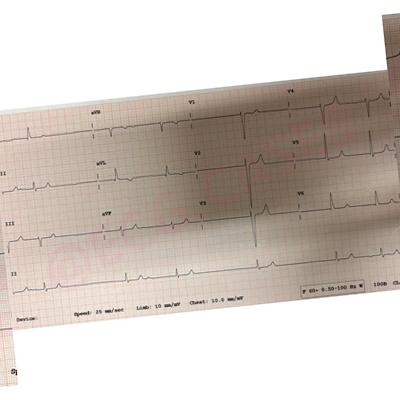 aVR V1 V4
II aVL V2 V5
III aVF V3 V6
II
Device: Speed: 25 mm/sec Limb: 10 mm/mV Chest: 10.0 mm/mV F 60~ 0.50-100 Hz W 100B CL